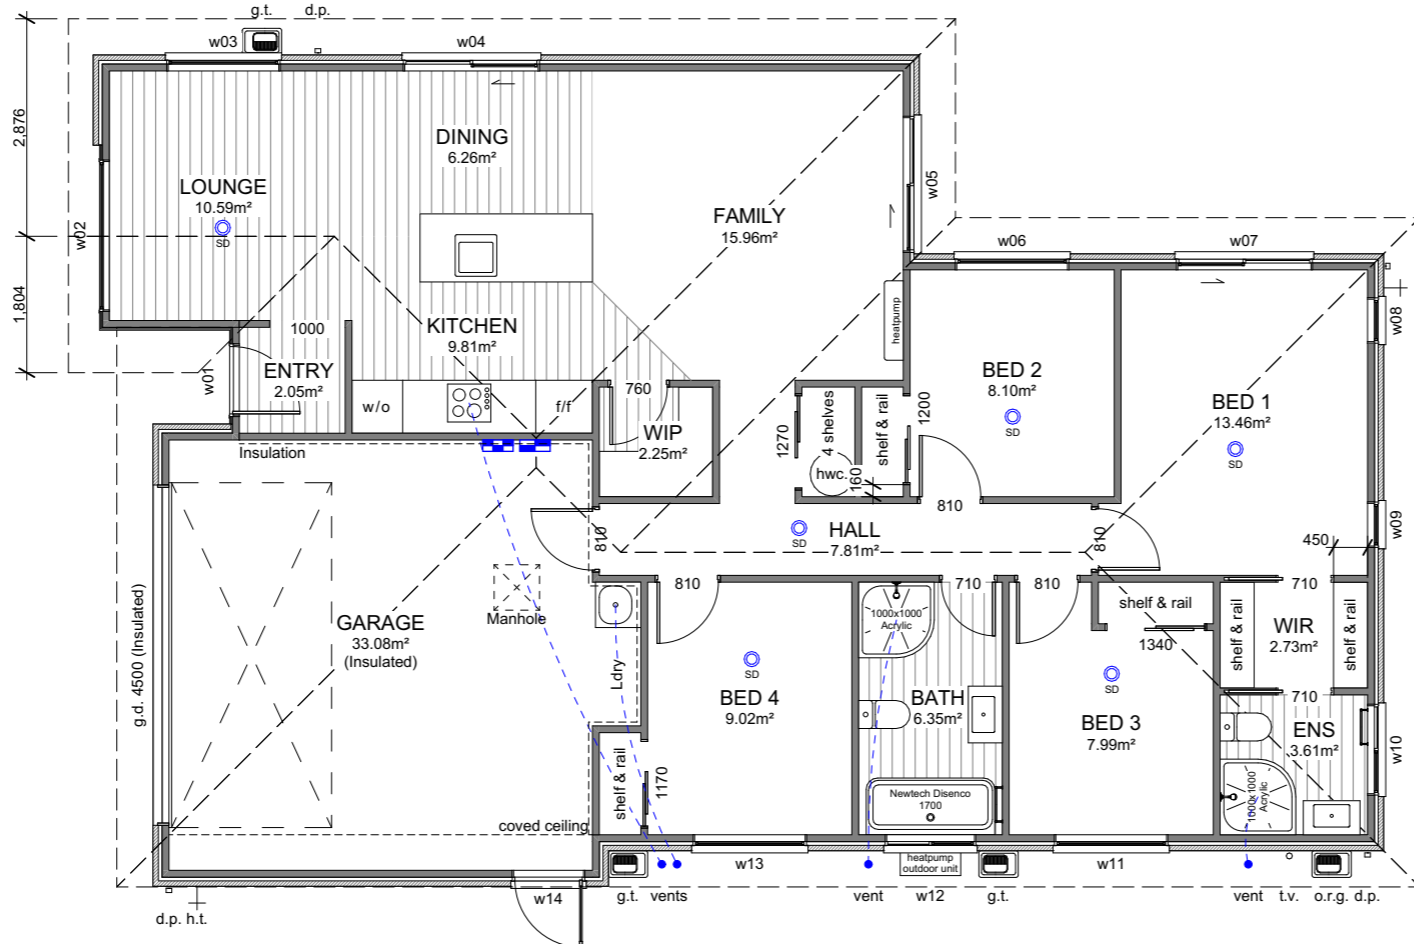 g.t.
d.p.
w03
w04
2,876
DINING
6.26m²
LOUNGE
10.59m²
SD
w05
FAMILY
15.96m²
w02
w06
w07
1,804
heatpump
w08
1000
KITCHEN
9.81m²
w01
ENTRY
2.05m²
BED 2
8.10m²
SD
w/o
f/f
760
WIP
2.25m²
1270
4 shelves
hwc.
160
shelf & rail
1200
BED 1
13.46m²
SD
Insulation
810
810
HALL
7.81m²
SD
810
w09
450
g.d. 4500 (Insulated)
Manhole
GARAGE
33.08m²
(Insulated)
Ldry
810
710
810
710
1000x1000
Acrylic
shelf & rail
1340
shelf & rail
WIR
2.73m²
shelf & rail
710
SD
BED 4
9.02m²
BATH
6.35m²
SD
BED 3
7.99m²
ENS
3.61m²
w10
shelf & rail
1170
Newtech Disenco
1700
1000x1000
Acrylic
coved ceiling
w13
heatpump
outdoor unit
w11
d.p.
h.t.
w14
g.t.
vents
vent
w12
g.t.
vent
t.v.
o.r.g.
d.p.